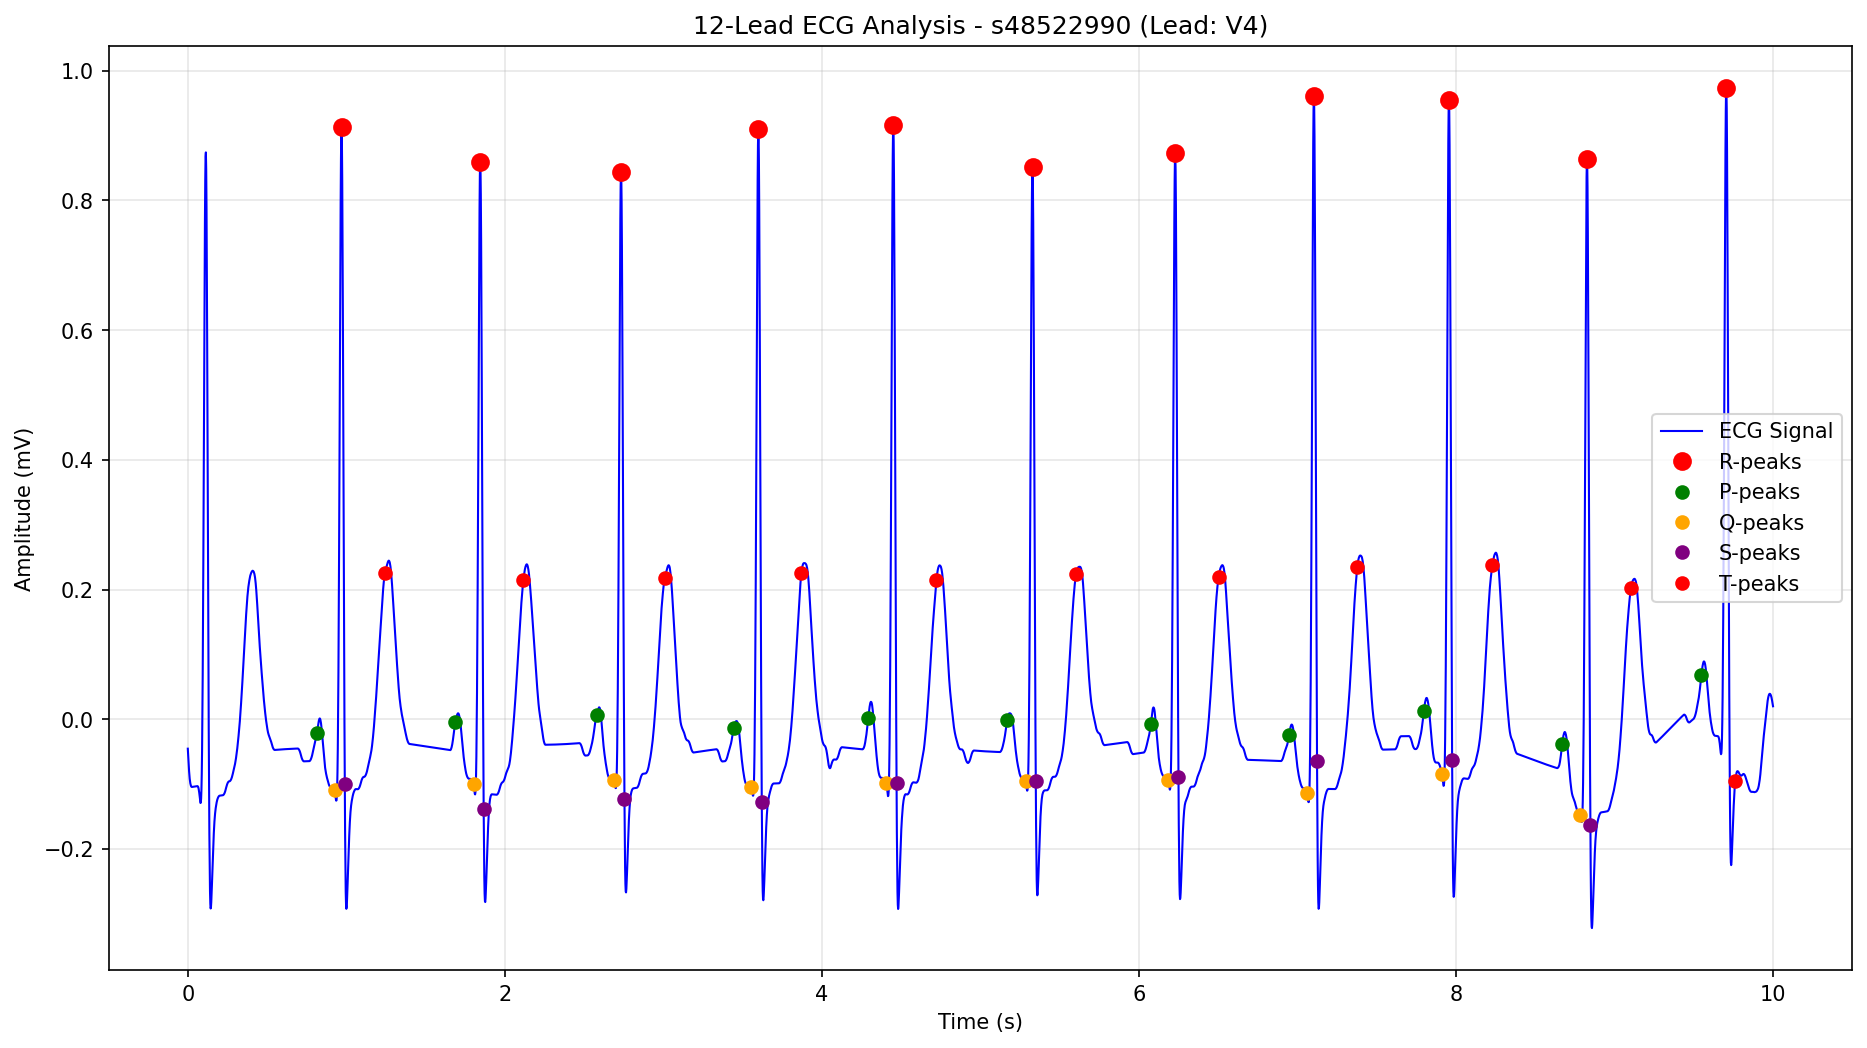 12-Lead ECG Analysis - s48522990 (Lead: V4)
Amplitude (mV)
1.0
0.8
0.6
0.4
0.2
0.0
−0.2
ECG Signal
R-peaks
P-peaks
Q-peaks
S-peaks
T-peaks
0 2 4 6 8 10
Time (s)